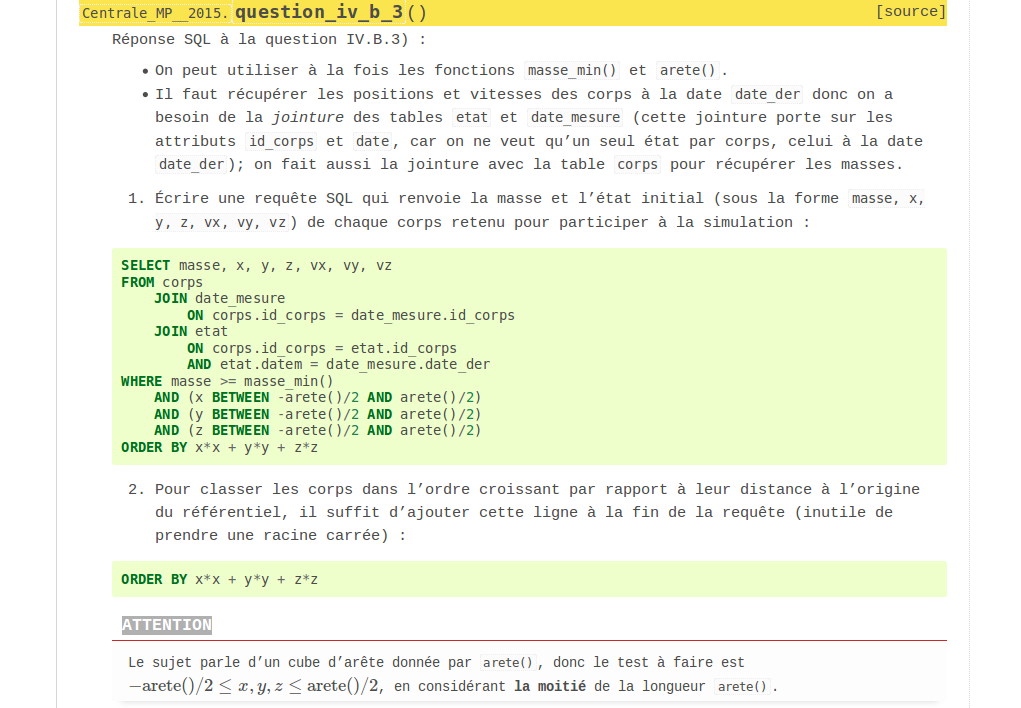 Centrale_MP__2015.question_iv_b_3() [source]
Réponse SQL à la question IV.B.3) :
• On peut utiliser à la fois les fonctions masse_min() et arete().
• Il faut récupérer les positions et vitesses des corps à la date date_der donc on a
besoin de la jointure des tables etat et date_mesure (cette jointure porte sur les
attributs id_corps et date, car on ne veut qu’un seul état par corps, celui à la date
date_der); on fait aussi la jointure avec la table corps pour récupérer les masses.
1. Écrire une requête SQL qui renvoie la masse et l’état initial (sous la forme masse, x,
y, z, vx, vy, vz) de chaque corps retenu pour participer à la simulation :
SELECT masse, x, y, z, vx, vy, vz
FROM corps
    JOIN date_mesure
        ON corps.id_corps = date_mesure.id_corps
    JOIN etat
        ON corps.id_corps = etat.id_corps
        AND etat.datem = date_mesure.date_der
WHERE masse >= masse_min()
    AND (x BETWEEN -arete()/2 AND arete()/2)
    AND (y BETWEEN -arete()/2 AND arete()/2)
    AND (z BETWEEN -arete()/2 AND arete()/2)
ORDER BY x*x + y*y + z*z
2. Pour classer les corps dans l’ordre croissant par rapport à leur distance à l’origine
du référentiel, il suffit d’ajouter cette ligne à la fin de la requête (inutile de
prendre une racine carrée) :
ORDER BY x*x + y*y + z*z
ATTENTION
Le sujet parle d’un cube d’arête donnée par arete(), donc le test à faire est
−arete()/2 ≤ x, y, z ≤ arete()/2, en considérant la moitié de la longueur arete().